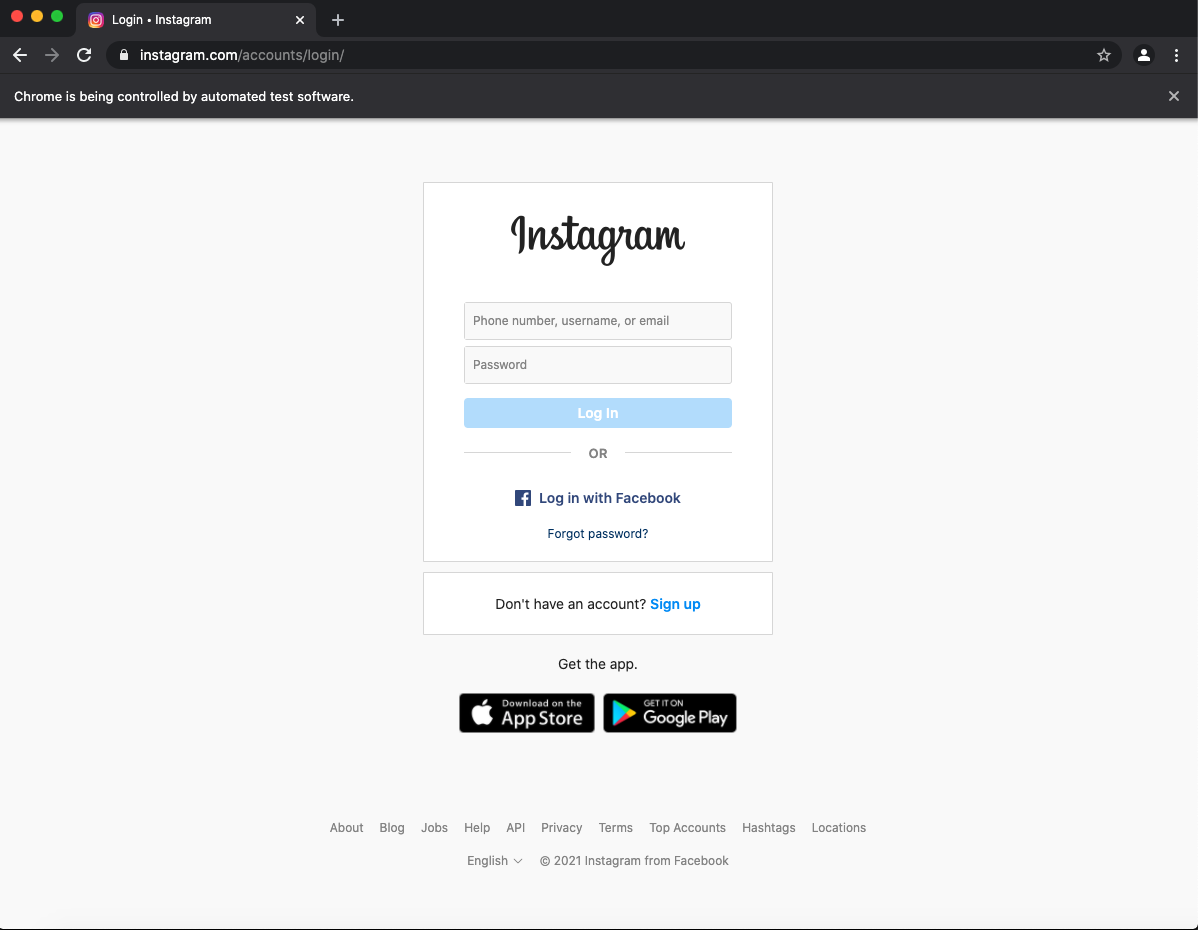 Login • Instagram
instagram.com/accounts/login/
Chrome is being controlled by automated test software.
Instagram
Phone number, username, or email
Password
Log In
OR
Log in with Facebook
Forgot password?
Don't have an account? Sign up
Get the app.
Download on the
App Store
GET IT ON
Google Play
About Blog Jobs Help API Privacy Terms Top Accounts Hashtags Locations
English © 2021 Instagram from Facebook